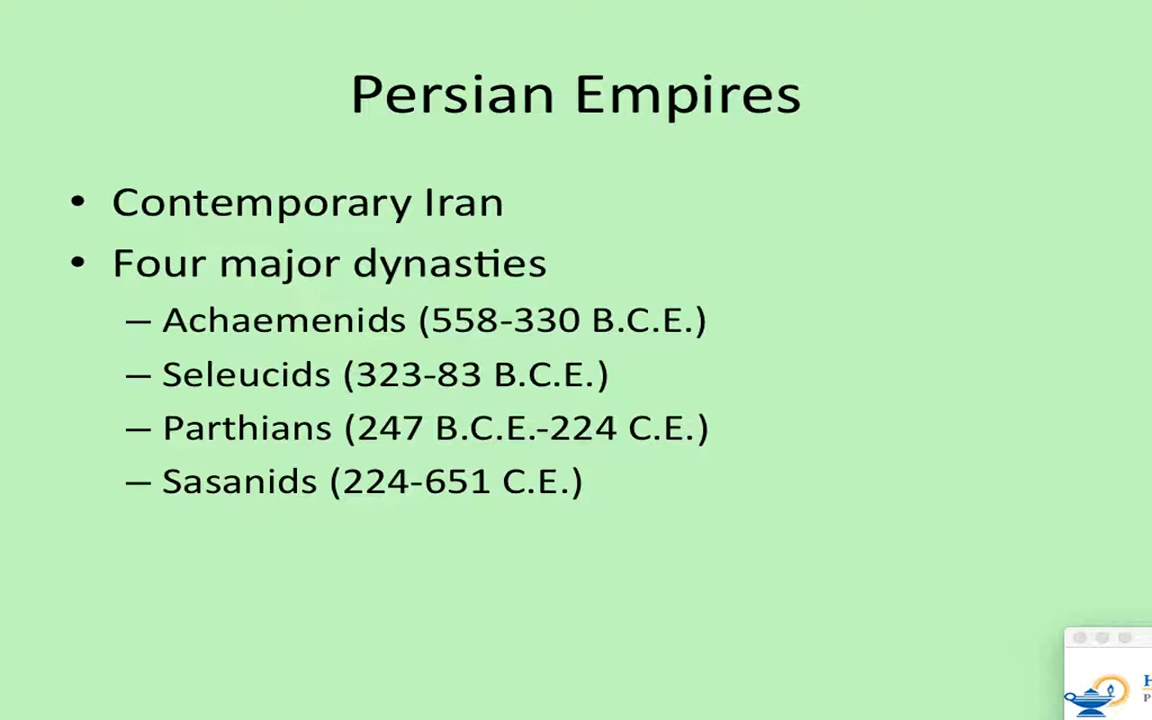 Persian Empires
• Contemporary Iran
• Four major dynasties
– Achaemenids (558-330 B.C.E.)
– Seleucids (323-83 B.C.E.)
– Parthians (247 B.C.E.-224 C.E.)
– Sasanids (224-651 C.E.)
H
P